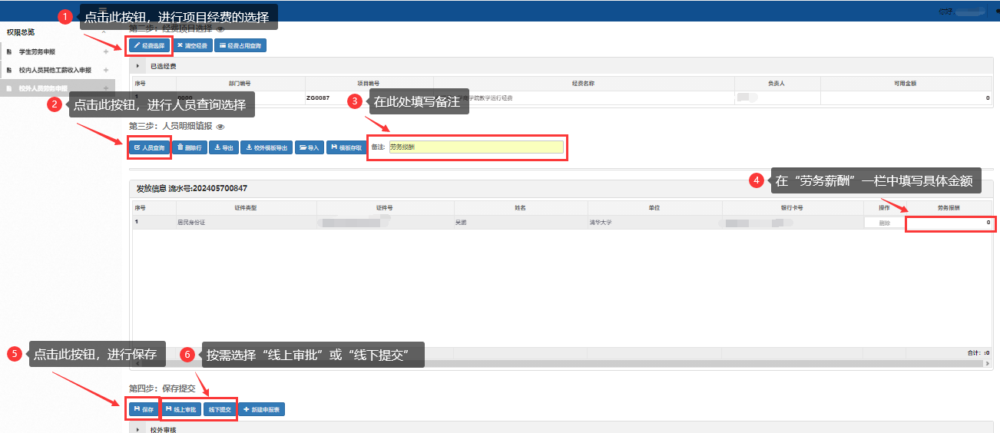 你好:
1 点击此按钮，进行项目经费的选择
权限总览
第二步：经费项目选择
学生劳务申报
经费选择 清空经费 经费占用查询
校内人员其他工薪收入申报
已选经费
校外人员劳务申报
序号 部门编号 项目编号 经费名称 负责人 可用金额
1 0000 ZG0087 商学院教学运行经费 0
2 点击此按钮，进行人员查询选择
3 在此处填写备注
第三步：人员明细填报
人员查询 删除行 导出 校外模板导出 导入 模板存取 备注: 劳务报酬
4 在“劳务薪酬”一栏中填写具体金额
发放信息 流水号:202405700847
序号 证件类型 证件号 姓名 单位 银行卡号 操作 劳务报酬
1 居民身份证 吴鹏 清华大学 删除 0
5 点击此按钮，进行保存
6 按需选择“线上审批”或“线下提交”
合计: :0
第四步：保存提交
保存 线上审批 线下提交 新建申报表
校外审核